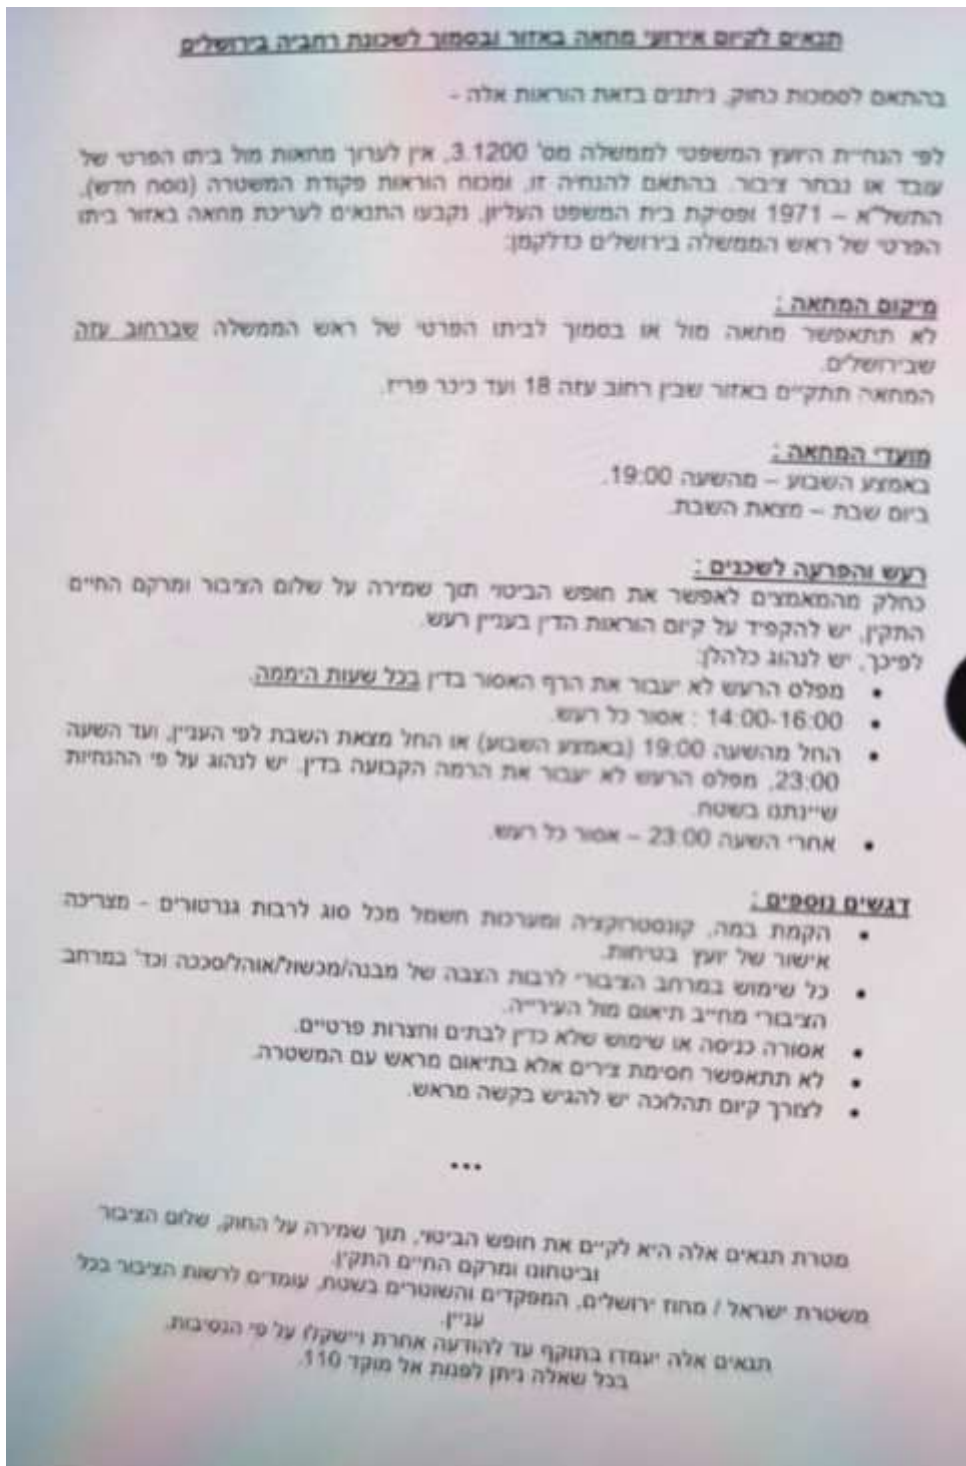 תנאים לקיום אירועי מחאה באזור ובסמוך לשכונת רחביה בירושלים
בהתאם לסמכות כחוק, ניתנים בזאת הוראות אלה -
לפי הנחיית היועץ המשפטי לממשלה מס' 3.1200, אין לערוך מחאות מול ביתו הפרטי של
עובד או נבחר ציבור. בהתאם להנחיה זו, ומכוח הוראות פקודת המשטרה (נוסח חדש),
התשל"א – 1971 ופסיקת בית המשפט העליון, נקבעו התנאים לעריכת מחאה באזור ביתו
הפרטי של ראש הממשלה בירושלים כדלקמן:
מיקום המחאה :
לא תתאפשר מחאה מול או בסמוך לביתו הפרטי של ראש הממשלה שברחוב עזה
שבירושלים.
המחאה תתקיים באזור שבין רחוב עזה 18 ועד כיכר פריז.
מועדי המחאה :
באמצע השבוע – מהשעה 19:00.
ביום שבת – מצאת השבת.
רעש והפרעה לשכנים :
כחלק מהמאמצים לאפשר את חופש הביטוי תוך שמירה על שלום הציבור ומרקם החיים
התקין, יש להקפיד על קיום הוראות הדין בעניין רעש.
לפיכך, יש לנהוג כלהלן:
• מפלס הרעש לא יעבור את הרף האסור בדין בכל שעות היממה.
• 14:00-16:00 : אסור כל רעש.
• החל מהשעה 19:00 (באמצע השבוע) או החל מצאת השבת לפי העניין, ועד השעה
23:00, מפלס הרעש לא יעבור את הרמה הקבועה בדין. יש לנהוג על פי ההנחיות
שיינתנו בשטח.
• אחרי השעה 23:00 – אסור כל רעש.
דגשים נוספים :
• הקמת במה, קונסטרוקציה ומערכות חשמל מכל סוג לרבות גנרטורים - מצריכה
אישור של יועץ בטיחות.
• כל שימוש במרחב הציבורי לרבות הצבה של מבנה/מכשול/אוהל/סככה וכד' במרחב
הציבורי מחייב תיאום מול העירייה.
• אסורה כניסה או שימוש שלא כדין לבתים וחצרות פרטיים.
• לא תתאפשר חסימת צירים אלא בתיאום מראש עם המשטרה.
• לצורך קיום תהלוכה יש להגיש בקשה מראש.
•••
מטרת תנאים אלה היא לקיים את חופש הביטוי, תוך שמירה על החוק, שלום הציבור
וביטחונו ומרקם החיים התקין.
משטרת ישראל / מחוז ירושלים, המפקדים והשוטרים בשטח, עומדים לרשות הציבור בכל
עניין.
תנאים אלה יעמדו בתוקף עד להודעה אחרת ויישקלו על פי הנסיבות.
בכל שאלה ניתן לפנות אל מוקד 110.